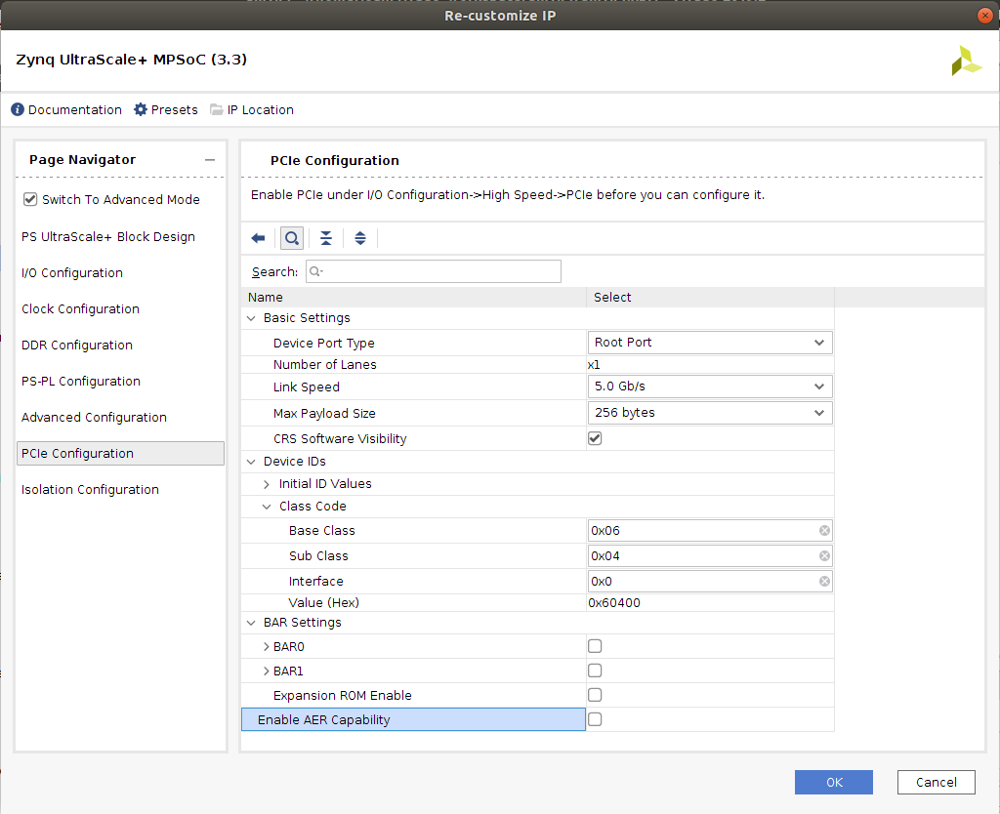 Re-customize IP
Zynq UltraScale+ MPSoC (3.3)
Documentation Presets IP Location
Page Navigator
Switch To Advanced Mode
PS UltraScale+ Block Design
I/O Configuration
Clock Configuration
DDR Configuration
PS-PL Configuration
Advanced Configuration
PCIe Configuration
Isolation Configuration
PCIe Configuration
Enable PCIe under I/O Configuration->High Speed->PCIe before you can configure it.
Search:
Name Select
Basic Settings
Device Port Type Root Port
Number of Lanes x1
Link Speed 5.0 Gb/s
Max Payload Size 256 bytes
CRS Software Visibility
Device IDs
Initial ID Values
Class Code
Base Class 0x06
Sub Class 0x04
Interface 0x0
Value (Hex) 0x60400
BAR Settings
BAR0
BAR1
Expansion ROM Enable
Enable AER Capability
OK Cancel